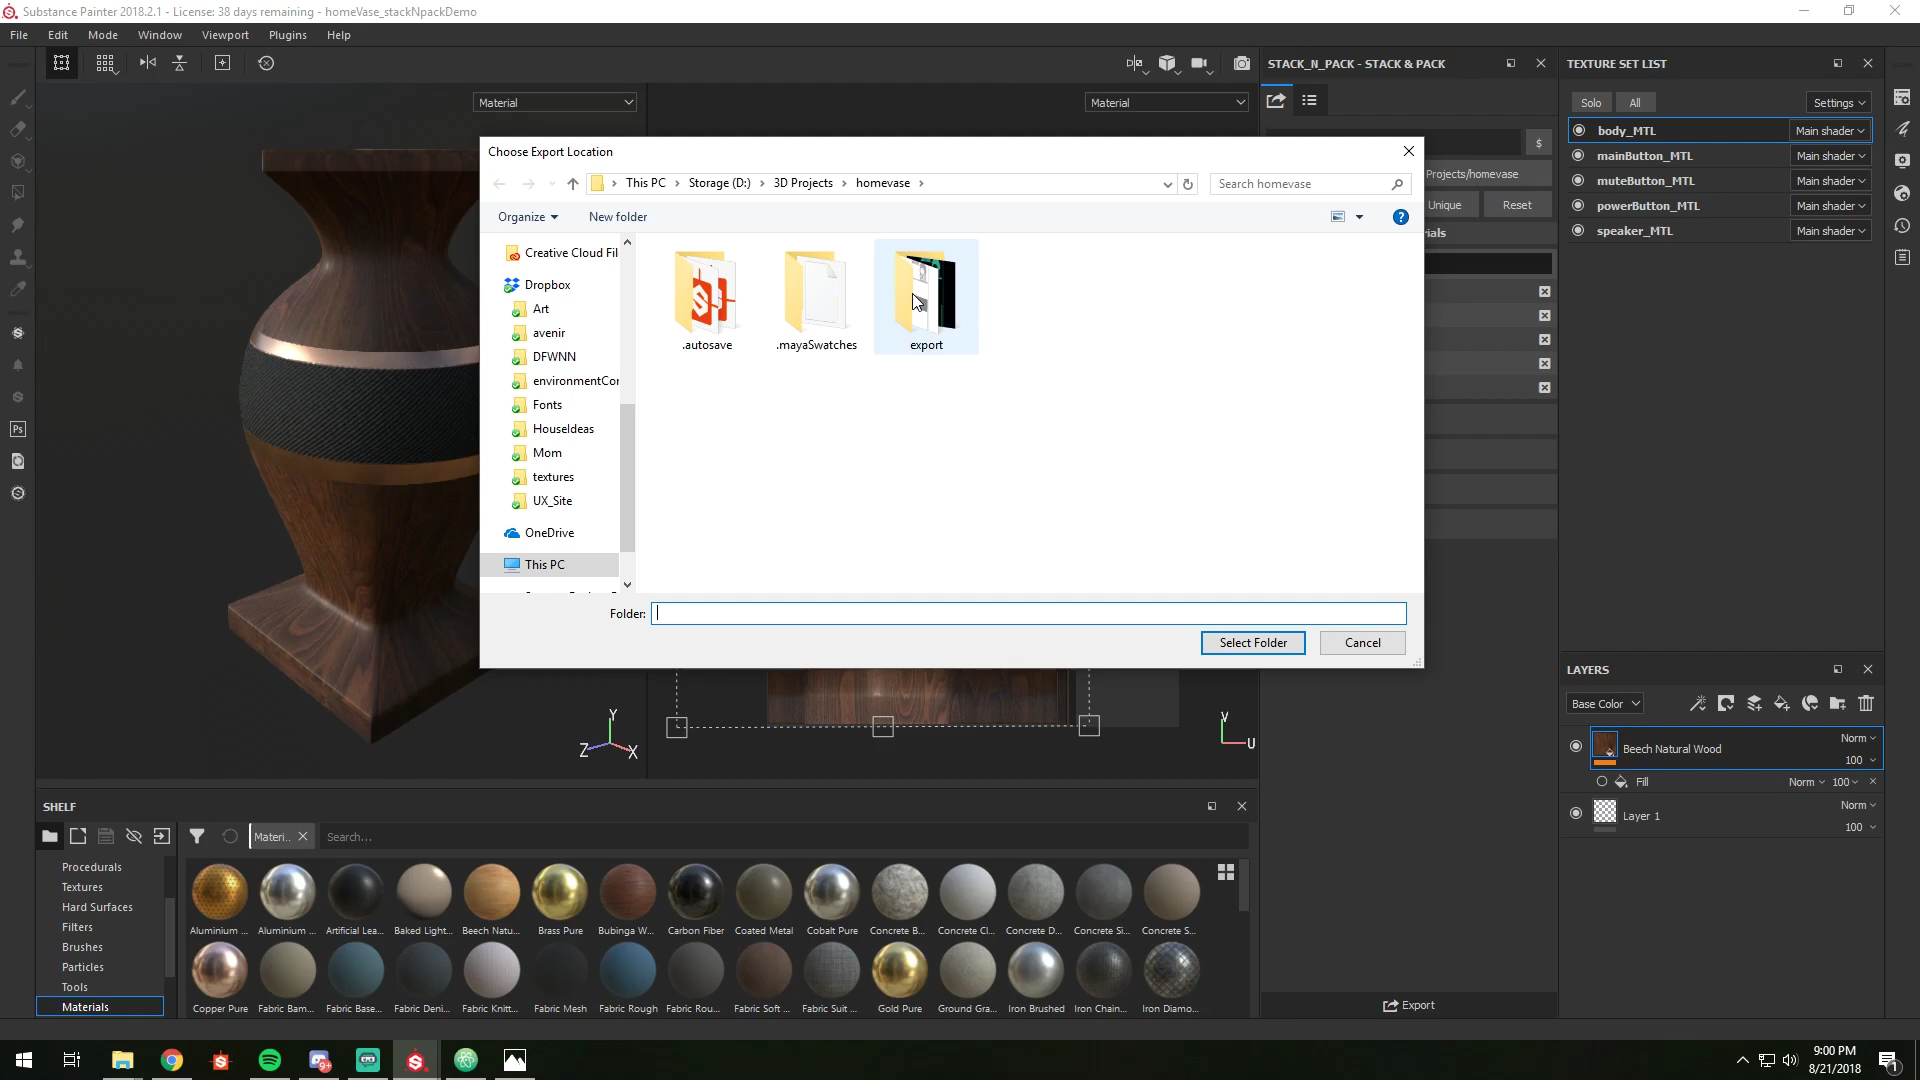 Substance Painter 2018.2.1 - License: 38 days remaining - homeVase_stackNpackDemo
File Edit Mode Window Viewport Plugins Help
STACK_N_PACK - STACK & PACK
TEXTURE SET LIST
Material
Material
Solo All Settings
body_MTL Main shader
mainButton_MTL Main shader
muteButton_MTL Main shader
powerButton_MTL Main shader
speaker_MTL Main shader
$
Projects/homevase
Unique Reset
ials
Choose Export Location
This PC Storage (D:) 3D Projects homevase
Search homevase
Organize New folder
?
Creative Cloud Fil
Dropbox
Art
avenir
DFWNN
environmentCor
Fonts
HouseIdeas
Mom
textures
UX_Site
OneDrive
This PC
.autosave .mayaSwatches export
Folder:
Select Folder Cancel
Y
Z X
V
U
LAYERS
Base Color
Beech Natural Wood Norm
100
Fill Norm 100
Layer 1 Norm
100
SHELF
Materi.. Search...
Procedurals
Textures
Hard Surfaces
Filters
Brushes
Particles
Tools
Materials
Aluminium ... Aluminium ... Artificial Lea... Baked Light... Beech Natu... Brass Pure Bubinga W... Carbon Fiber Coated Metal Cobalt Pure Concrete B... Concrete Cl... Concrete D... Concrete Si... Concrete S...
Copper Pure Fabric Bam... Fabric Base... Fabric Deni... Fabric Knitt... Fabric Mesh Fabric Rough Fabric Rou... Fabric Soft ... Fabric Suit ... Gold Pure Ground Gra... Iron Brushed Iron Chain... Iron Diamo...
Export
Ps
9+
9:00 PM
8/21/2018
1